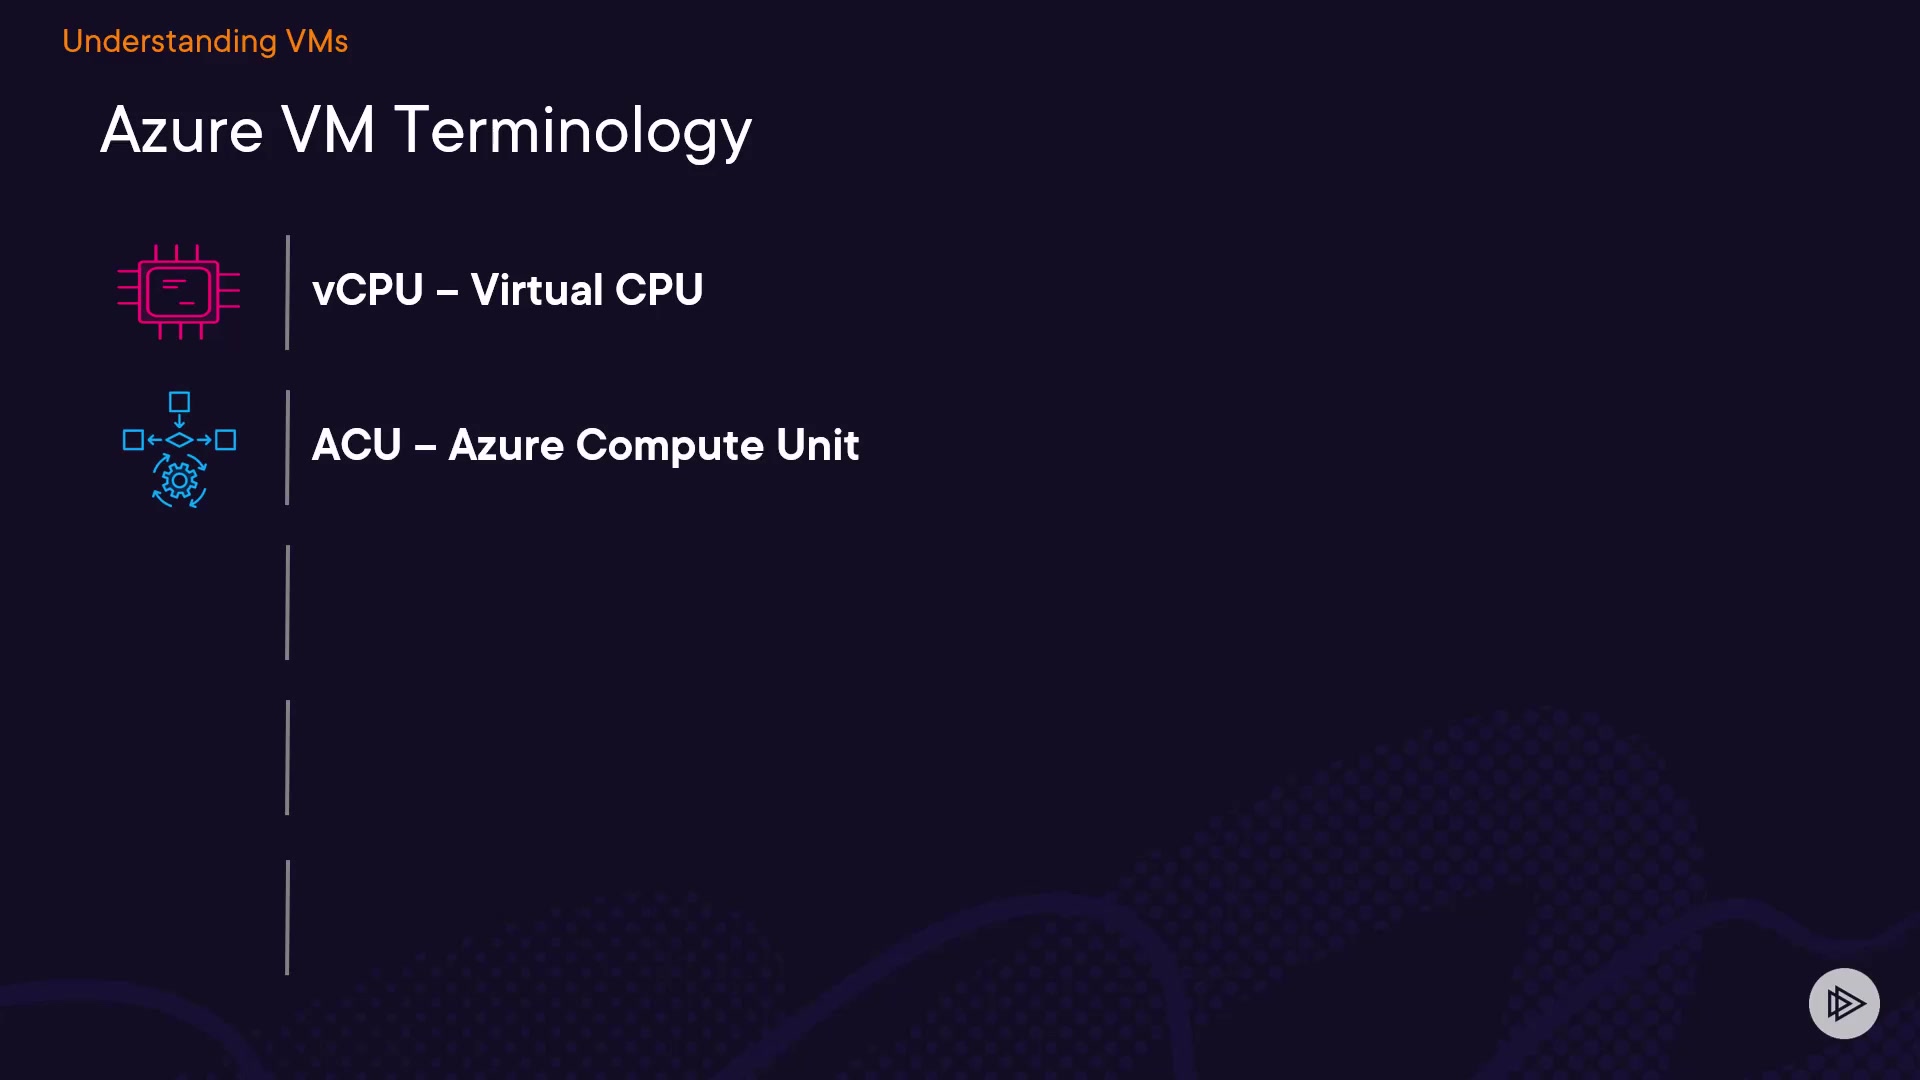 Understanding VMs
Azure VM Terminology
vCPU – Virtual CPU
ACU – Azure Compute Unit